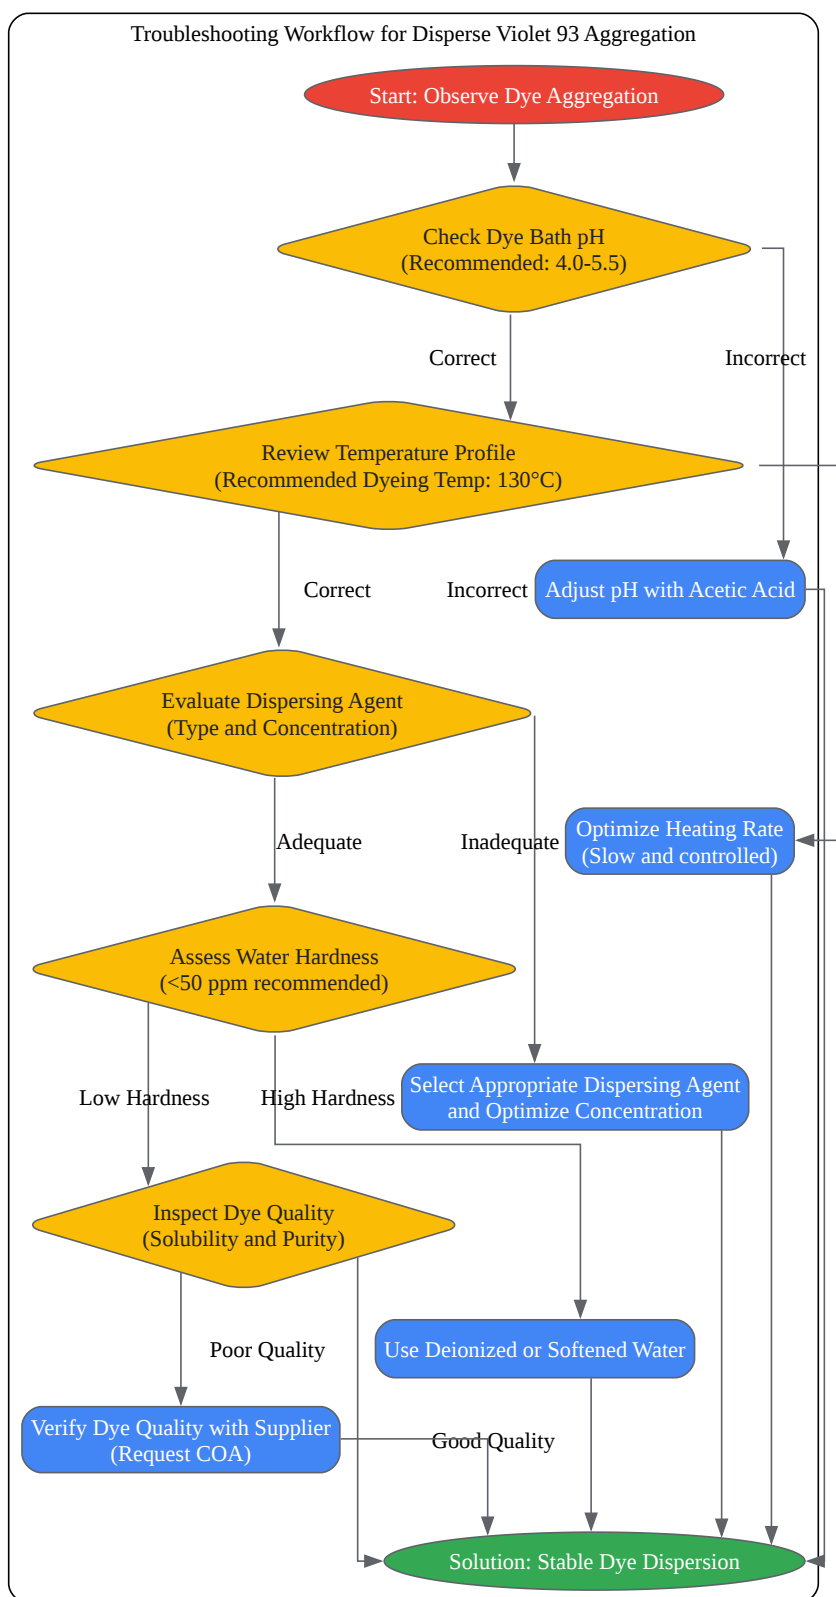 Troubleshooting Workflow for Disperse Violet 93 Aggregation
Start: Observe Dye Aggregation
Check Dye Bath pH
(Recommended: 4.0-5.5)
Correct
Incorrect
Review Temperature Profile
(Recommended Dyeing Temp: 130°C)
Correct
Incorrect
Adjust pH with Acetic Acid
Evaluate Dispersing Agent
(Type and Concentration)
Adequate
Inadequate
Optimize Heating Rate
(Slow and controlled)
Assess Water Hardness
(<50 ppm recommended)
Low Hardness
High Hardness
Select Appropriate Dispersing Agent
and Optimize Concentration
Inspect Dye Quality
(Solubility and Purity)
Poor Quality
Use Deionized or Softened Water
Verify Dye Quality with Supplier
(Request COA)
Good Quality
Solution: Stable Dye Dispersion